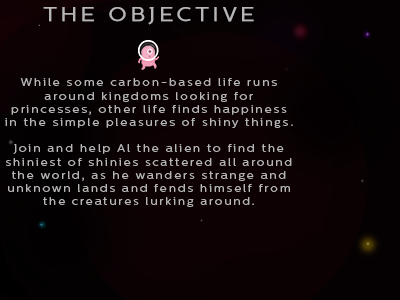 THE OBJECTIVE
While some carbon-based life runs
around kingdoms looking for
princesses, other life finds happiness
in the simple pleasures of shiny things.
Join and help Al the alien to find the
shiniest of shinies scattered all around
the world, as he wanders strange and
unknown lands and fends himself from
the creatures lurking around.